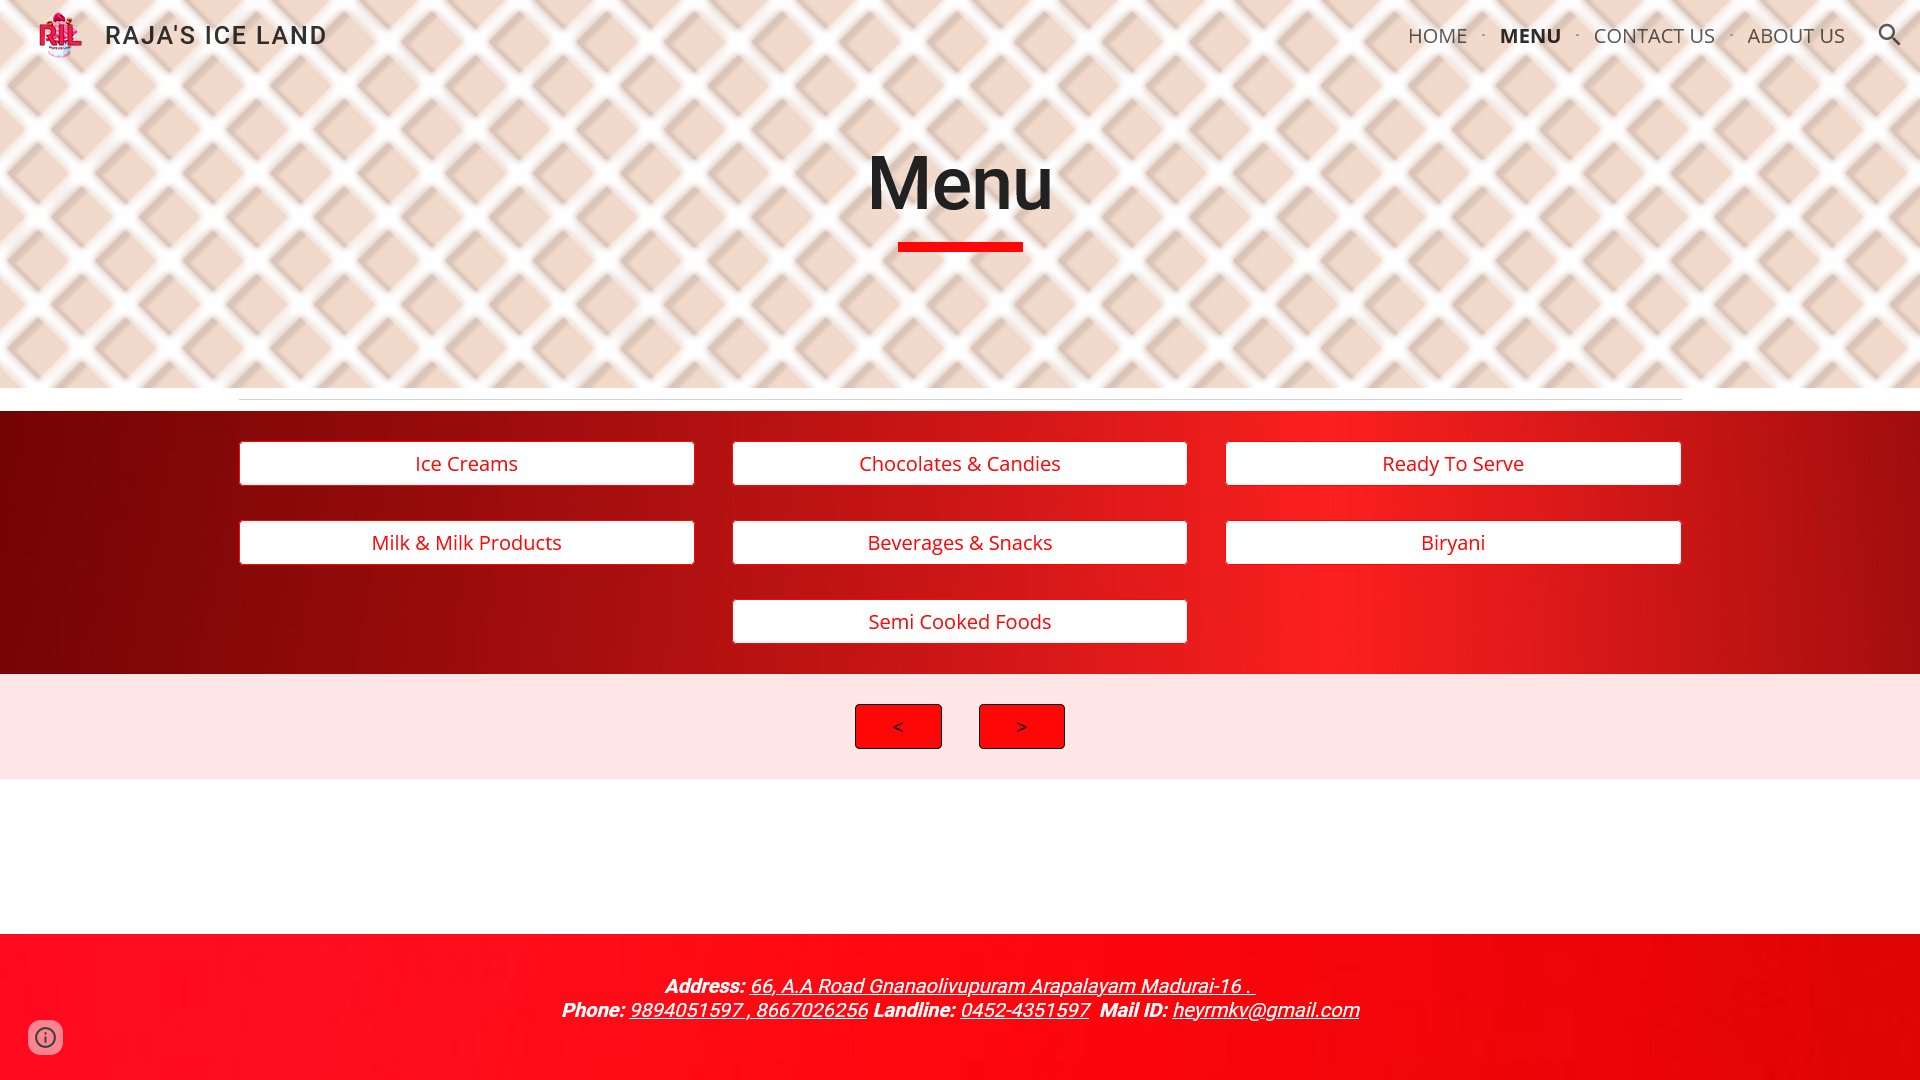 RIL RAJA'S ICE LAND HOME · MENU · CONTACT US · ABOUT US
Menu
Ice Creams Chocolates & Candies Ready To Serve
Milk & Milk Products Beverages & Snacks Biryani
Semi Cooked Foods
< >
Address: 66, A.A Road Gnanaolivupuram Arapalayam Madurai-16 .
Phone: 9894051597 , 8667026256 Landline: 0452-4351597 Mail ID: heyrmkv@gmail.com